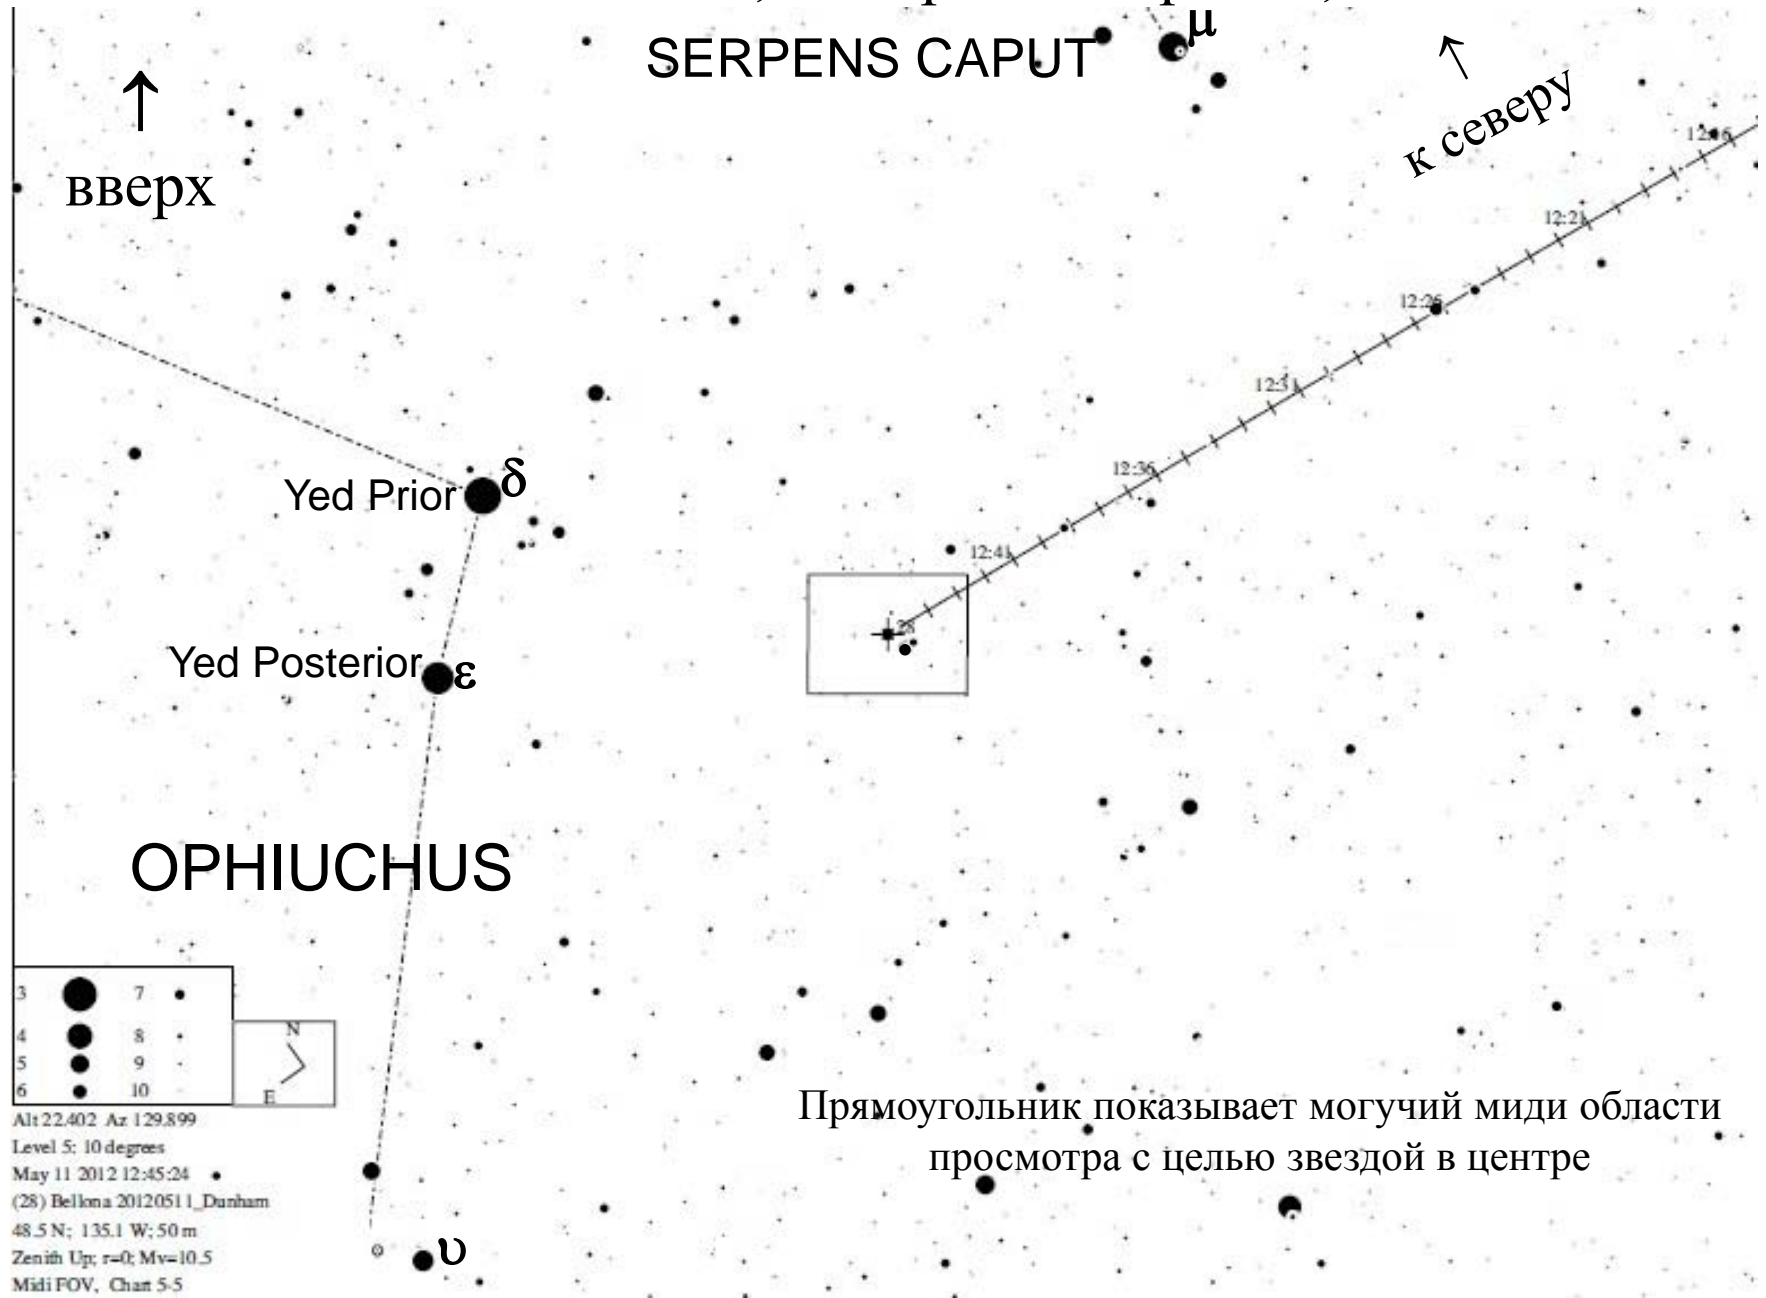 SERPENS CAPUT
μ
↑
вверх
↑
к северу
12:16
12:21
12:26
12:31
12:36
12:41
28
Yed Prior δ
Yed Posterior ε
OPHIUCHUS
3 7
4 8
5 9
6 10
N
E
Alt 22.402 Az 129.899
Level 5; 10 degrees
May 11 2012 12:45:24
(28) Bellona 20120511_Dunham
48.5 N; 135.1 W; 50 m
Zenith Up; r=0; Mv=10.5
Midi FOV, Chart 5-5
υ
Прямоугольник показывает могучий миди области
просмотра с целью звездой в центре